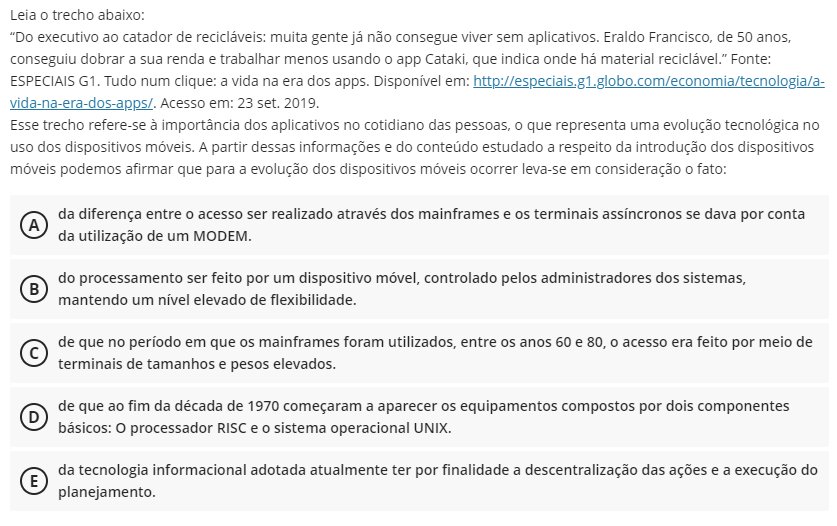 Leia o trecho abaixo:
“Do executivo ao catador de recicláveis: muita gente já não consegue viver sem aplicativos. Eraldo Francisco, de 50 anos,
conseguiu dobrar a sua renda e trabalhar menos usando o app Cataki, que indica onde há material reciclável.” Fonte:
ESPECIAIS G1. Tudo num clique: a vida na era dos apps. Disponível em: http://especiais.g1.globo.com/economia/tecnologia/a-
vida-na-era-dos-apps/. Acesso em: 23 set. 2019.
Esse trecho refere-se à importância dos aplicativos no cotidiano das pessoas, o que representa uma evolução tecnológica no
uso dos dispositivos móveis. A partir dessas informações e do conteúdo estudado a respeito da introdução dos dispositivos
móveis podemos afirmar que para a evolução dos dispositivos móveis ocorrer leva-se em consideração o fato:
A da diferença entre o acesso ser realizado através dos mainframes e os terminais assíncronos se dava por conta
da utilização de um MODEM.
B do processamento ser feito por um dispositivo móvel, controlado pelos administradores dos sistemas,
mantendo um nível elevado de flexibilidade.
C de que no período em que os mainframes foram utilizados, entre os anos 60 e 80, o acesso era feito por meio de
terminais de tamanhos e pesos elevados.
D de que ao fim da década de 1970 começaram a aparecer os equipamentos compostos por dois componentes
básicos: O processador RISC e o sistema operacional UNIX.
E da tecnologia informacional adotada atualmente ter por finalidade a descentralização das ações e a execução do
planejamento.